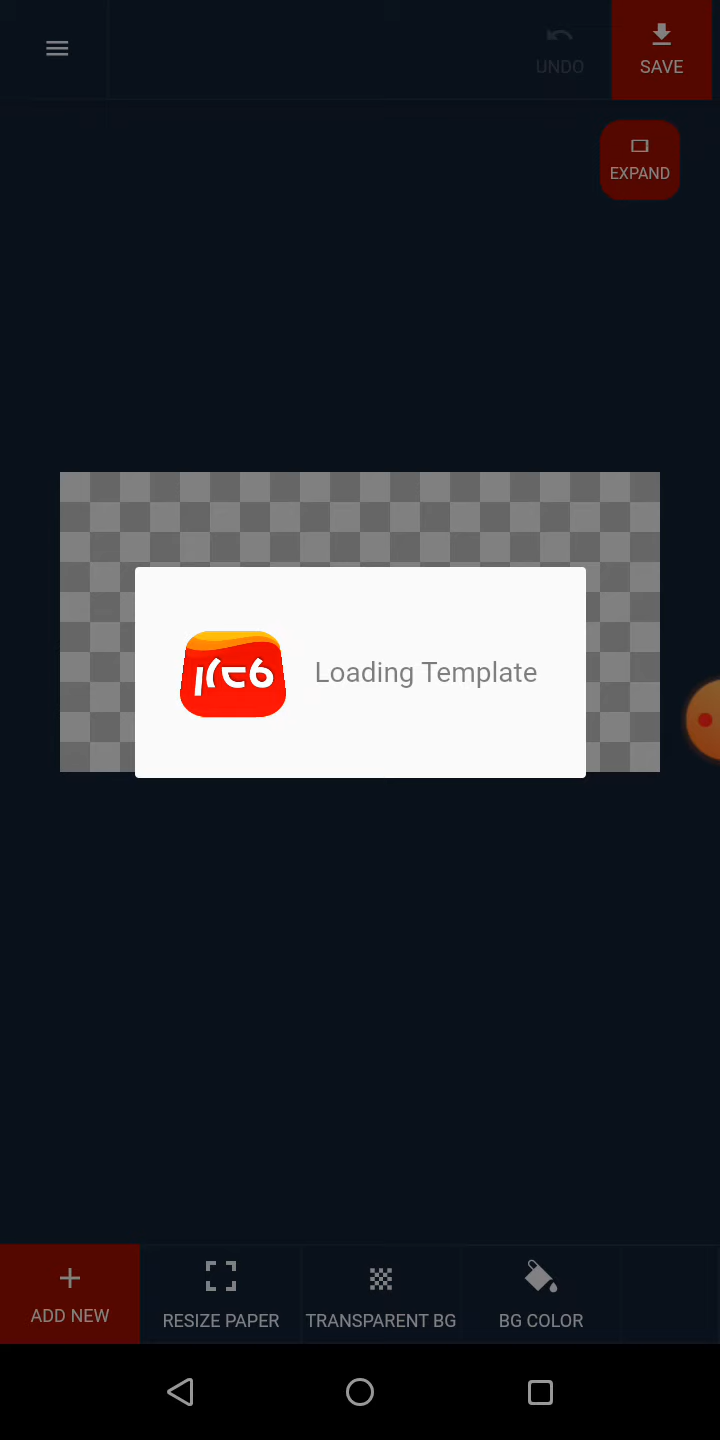 UNDO
SAVE
EXPAND
Loading Template
ADD NEW
RESIZE PAPER
TRANSPARENT BG
BG COLOR